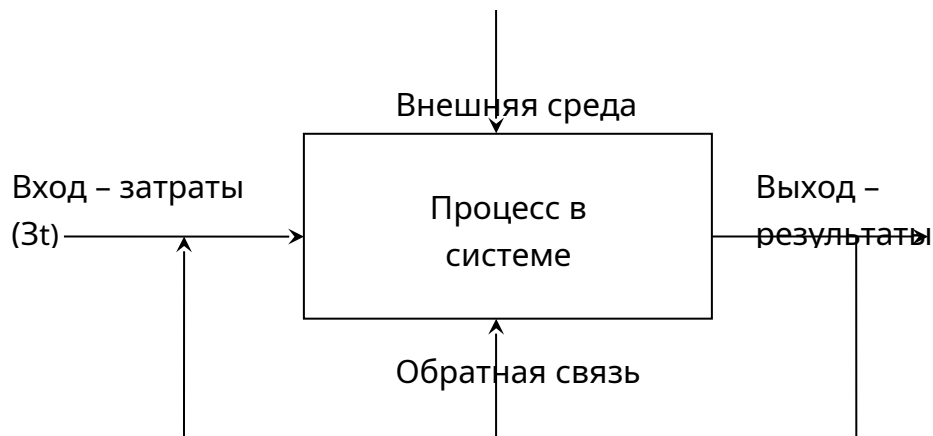 Внешняя среда
Вход – затраты
(Зt)
Процесс в
системе
Выход –
результаты
Обратная связь